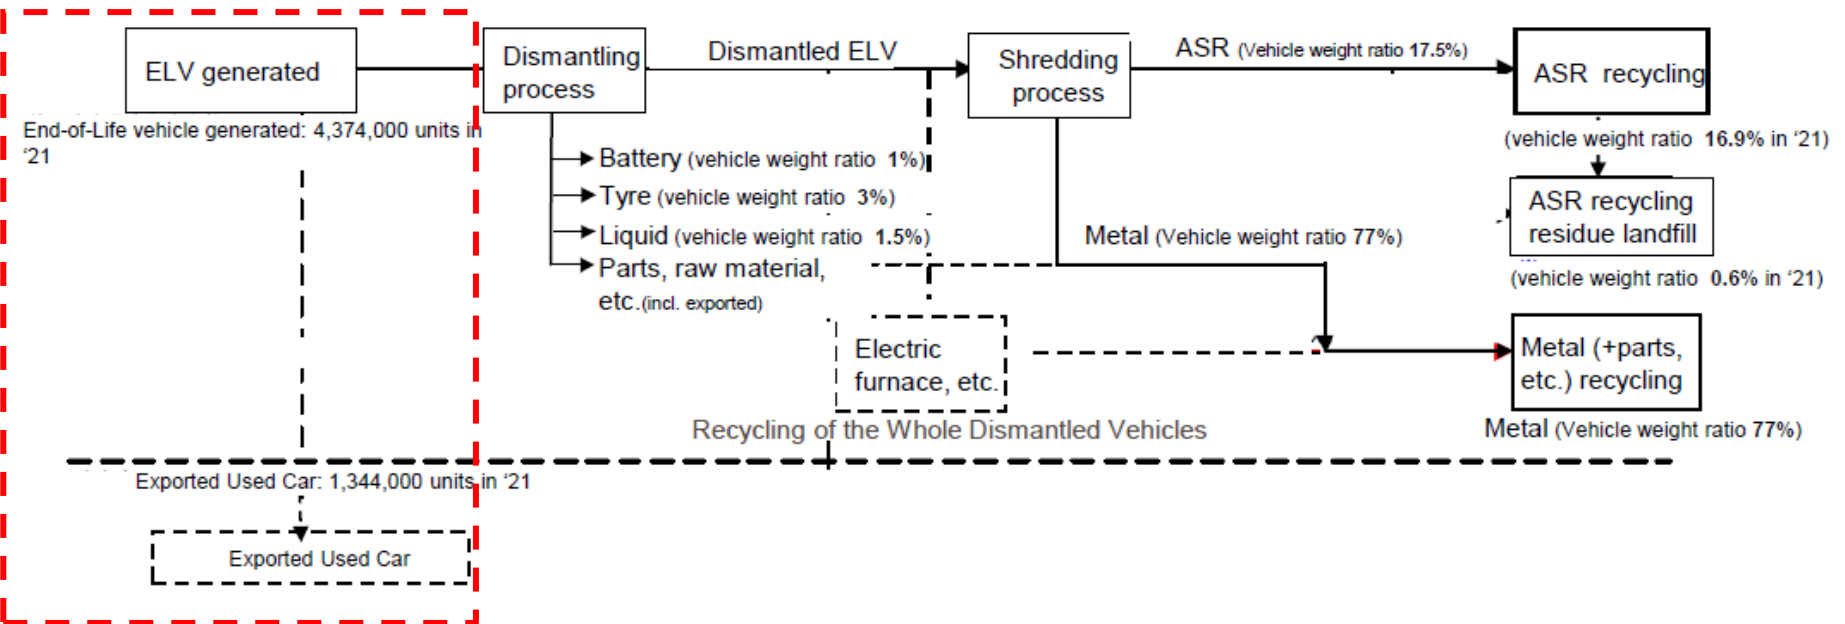 ELV generated
End-of-Life vehicle generated: 4,374,000 units in
‘21
Dismantling
process
Dismantled ELV
Shredding
process
ASR (Vehicle weight ratio 17.5%)
ASR recycling
(vehicle weight ratio 16.9% in ‘21)
Battery (vehicle weight ratio 1%)
Tyre (vehicle weight ratio 3%)
Liquid (vehicle weight ratio 1.5%)
Parts, raw material,
etc.(incl. exported)
Metal (Vehicle weight ratio 77%)
ASR recycling
residue landfill
(vehicle weight ratio 0.6% in ‘21)
Electric
furnace, etc.
Metal (+parts,
etc.) recycling
Metal (Vehicle weight ratio 77%)
Recycling of the Whole Dismantled Vehicles
Exported Used Car: 1,344,000 units in ‘21
Exported Used Car